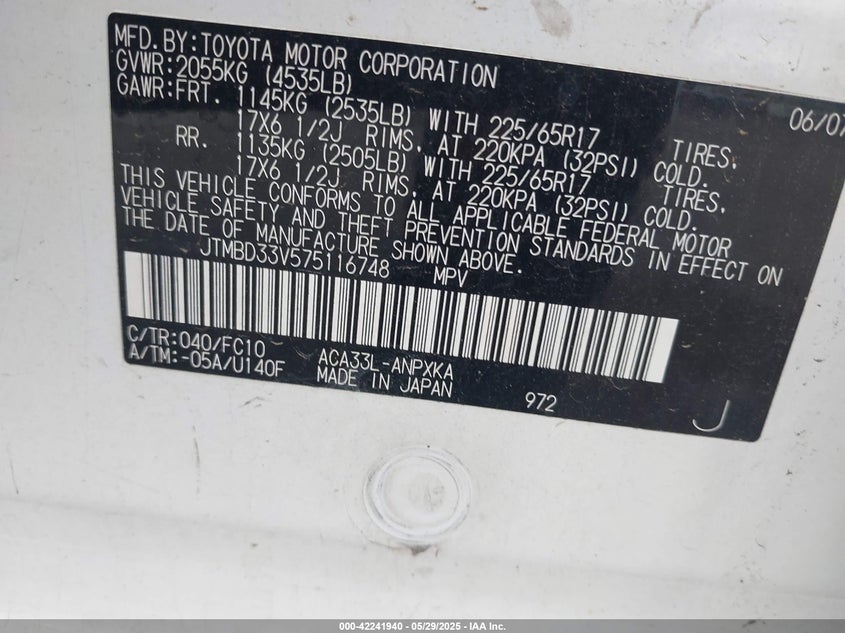 MFD.BY:TOYOTA MOTOR CORPORATION 06/07
GVWR:2055KG (4535LB)
GAWR:FRT. 1145KG (2535LB) WITH 225/65R17 TIRES,
17X6 1/2J RIMS, AT 220KPA (32PSI) COLD.
RR. 1135KG (2505LB) WITH 225/65R17 TIRES,
17X6 1/2J RIMS, AT 220KPA (32PSI) COLD.
THIS VEHICLE CONFORMS TO ALL APPLICABLE FEDERAL MOTOR
VEHICLE SAFETY AND THEFT PREVENTION STANDARDS IN EFFECT ON
THE DATE OF MANUFACTURE SHOWN ABOVE.
JTMBD33V575116748 MPV
C/TR:040/FC10 ACA33L-ANPXKA
A/TM:-05A/U140F MADE IN JAPAN 972 J
000-42241940 - 05/29/2025 - IAA Inc.